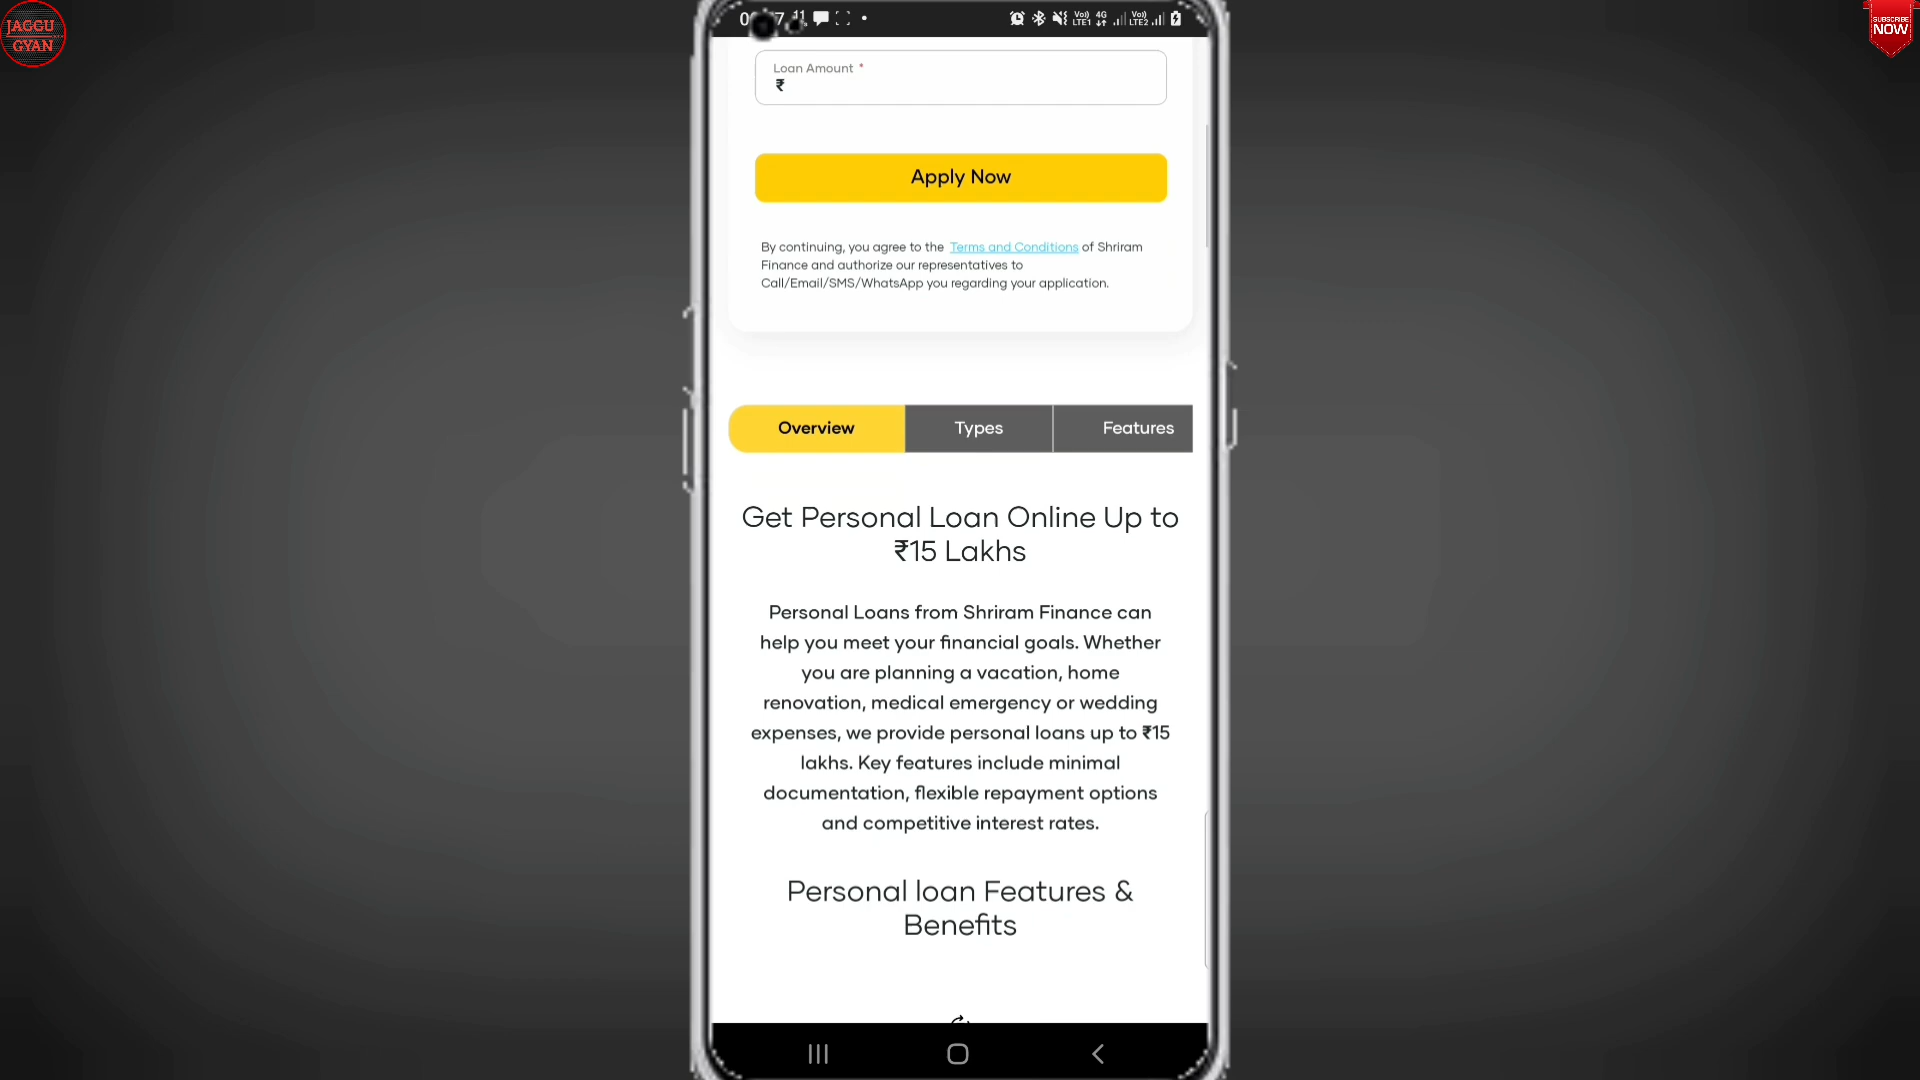 JAGGU
GYAN
SUBSCRIBE
NOW
Loan Amount *
₹
Apply Now
By continuing, you agree to the Terms and Conditions of Shriram
Finance and authorize our representatives to
Call/Email/SMS/WhatsApp you regarding your application.
Overview
Types
Features
Get Personal Loan Online Up to
₹15 Lakhs
Personal Loans from Shriram Finance can
help you meet your financial goals. Whether
you are planning a vacation, home
renovation, medical emergency or wedding
expenses, we provide personal loans up to ₹15
lakhs. Key features include minimal
documentation, flexible repayment options
and competitive interest rates.
Personal loan Features &
Benefits